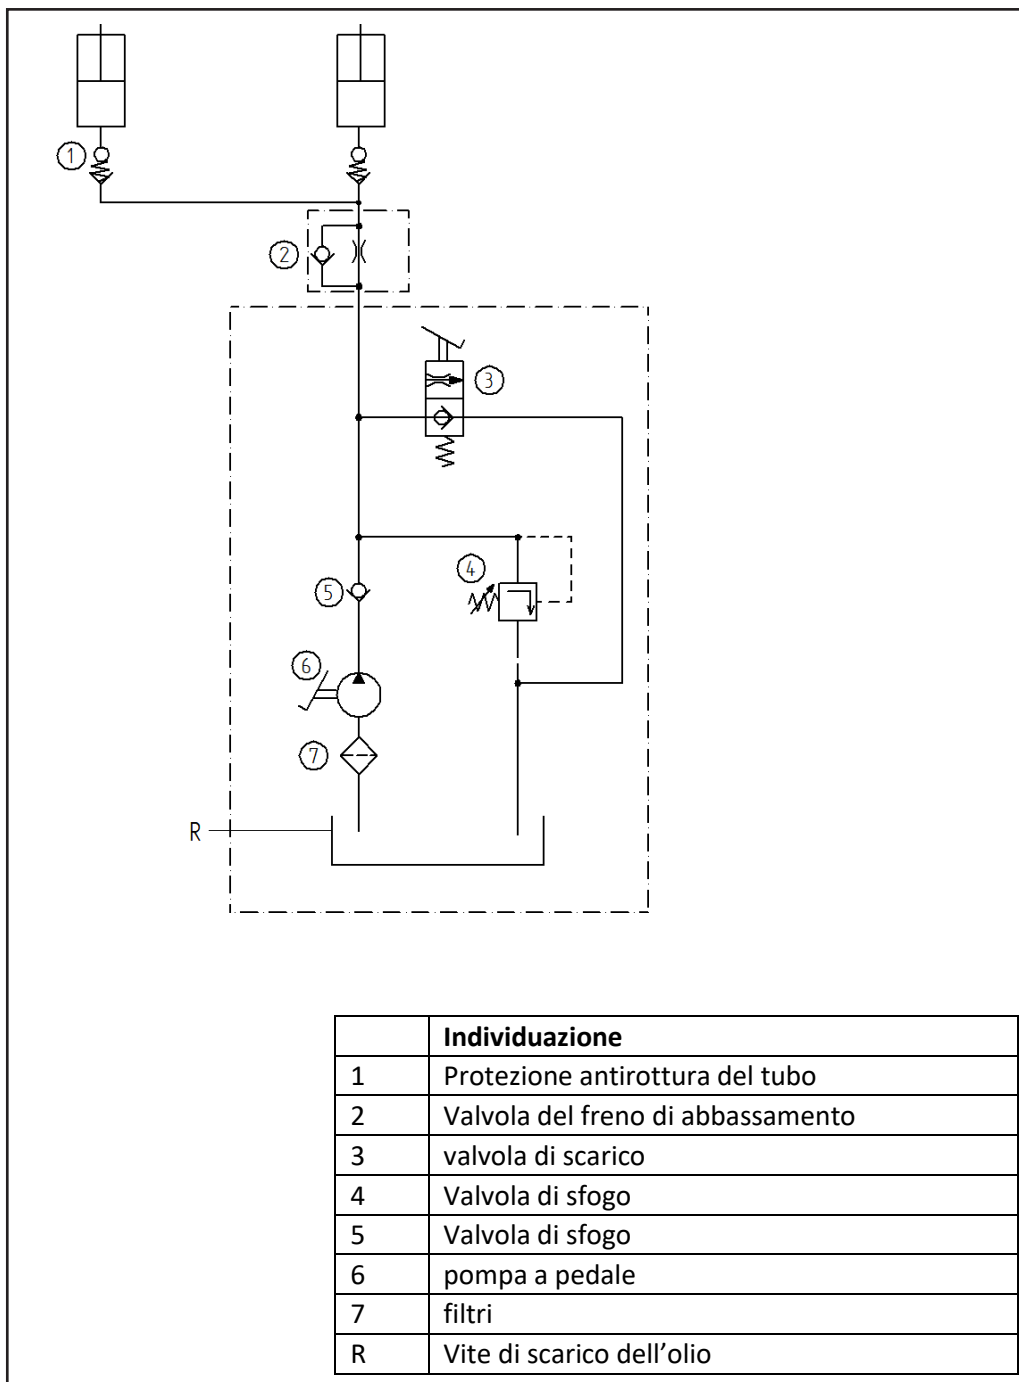 1
2
3
4
5
6
7
R
Individuazione
1 Protezione antirottura del tubo
2 Valvola del freno di abbassamento
3 valvola di scarico
4 Valvola di sfogo
5 Valvola di sfogo
6 pompa a pedale
7 filtri
R Vite di scarico dell’olio